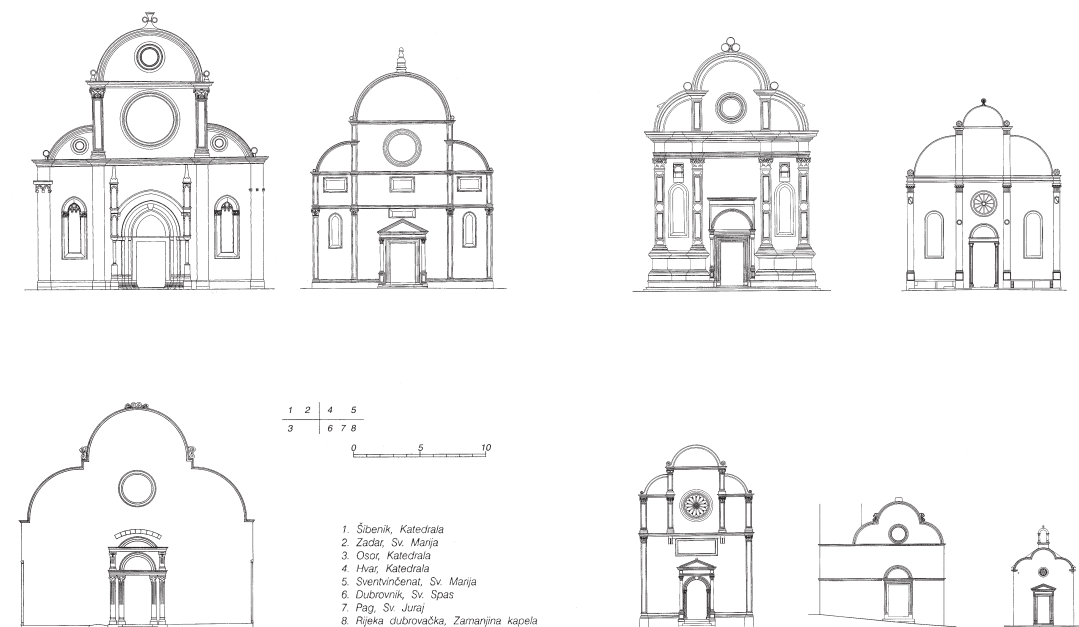 1 2 4 5
3 6 7 8
0 5 10
1. Šibenik, Katedrala
2. Zadar, Sv. Marija
3. Osor, Katedrala
4. Hvar, Katedrala
5. Sventvinčenat, Sv. Marija
6. Dubrovnik, Sv. Spas
7. Pag, Sv. Juraj
8. Rijeka dubrovačka, Zamanjina kapela